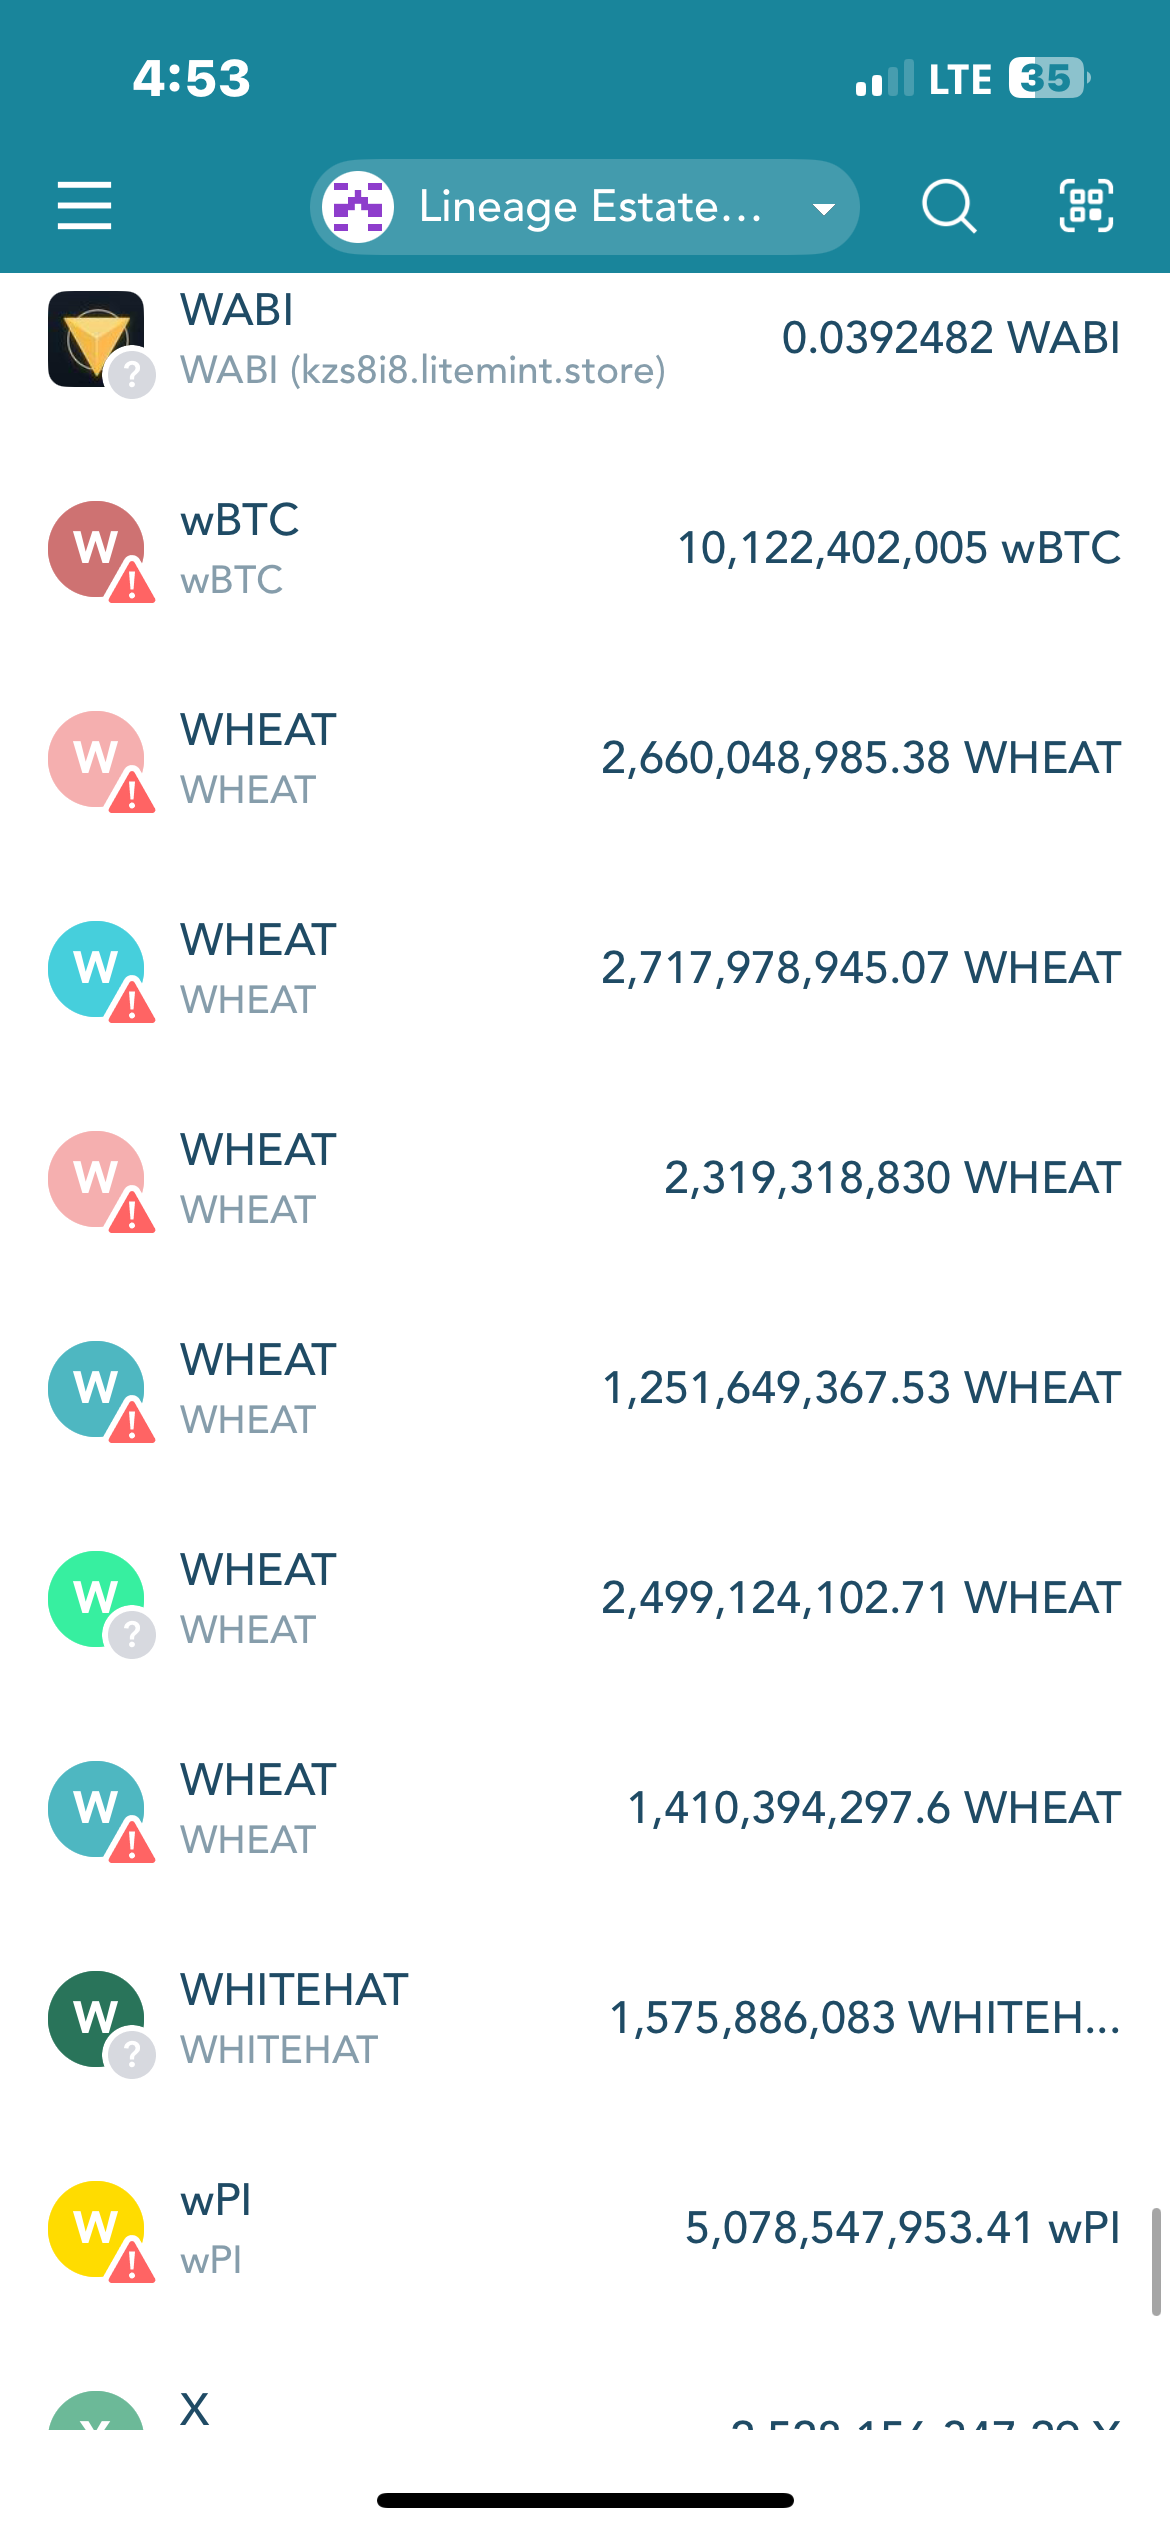 4:53
LTE
35
Lineage Estate...
WABI
WABI (kzs8i8.litemint.store)
0.0392482 WABI
?
W
wBTC
wBTC
10,122,402,005 wBTC
W
WHEAT
WHEAT
2,660,048,985.38 WHEAT
W
WHEAT
WHEAT
2,717,978,945.07 WHEAT
W
WHEAT
WHEAT
2,319,318,830 WHEAT
W
WHEAT
WHEAT
1,251,649,367.53 WHEAT
W
?
WHEAT
WHEAT
2,499,124,102.71 WHEAT
W
WHEAT
WHEAT
1,410,394,297.6 WHEAT
W
?
WHITEHAT
WHITEHAT
1,575,886,083 WHITEH...
W
wPI
wPI
5,078,547,953.41 wPI
X